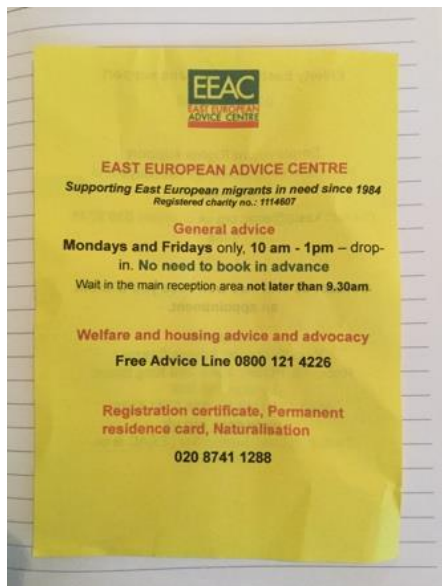 EEAC
EAST EUROPEAN
ADVICE CENTRE
EAST EUROPEAN ADVICE CENTRE
Supporting East European migrants in need since 1984
Registered charity no.: 1114607
General advice
Mondays and Fridays only, 10 am - 1pm – drop-
in. No need to book in advance
Wait in the main reception area not later than 9.30am.
Welfare and housing advice and advocacy
Free Advice Line 0800 121 4226
Registration certificate, Permanent
residence card, Naturalisation
020 8741 1288